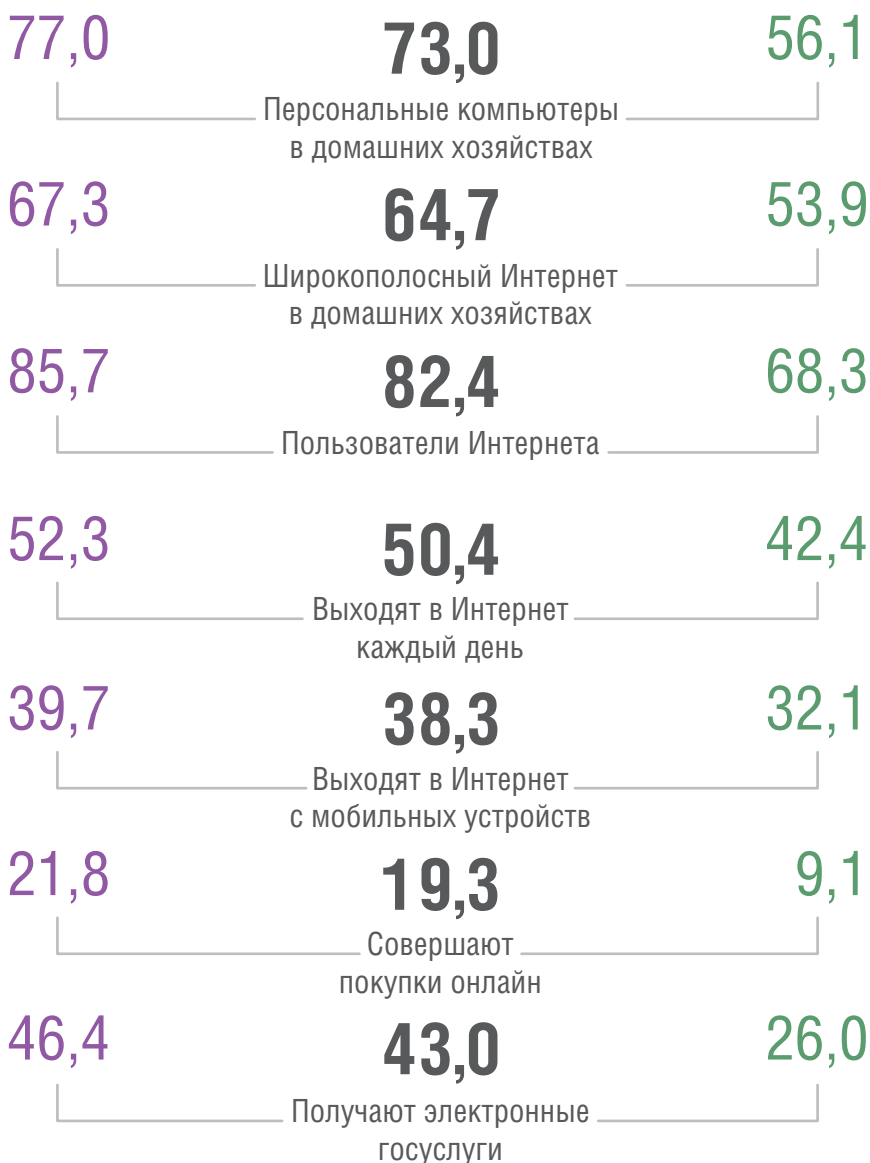 77,0 73,0 56,1
Персональные компьютеры
в домашних хозяйствах
67,3 64,7 53,9
Широкополосный Интернет
в домашних хозяйствах
85,7 82,4 68,3
Пользователи Интернета
52,3 50,4 42,4
Выходят в Интернет
каждый день
39,7 38,3 32,1
Выходят в Интернет
с мобильных устройств
21,8 19,3 9,1
Совершают
покупки онлайн
46,4 43,0 26,0
Получают электронные
госуслуги